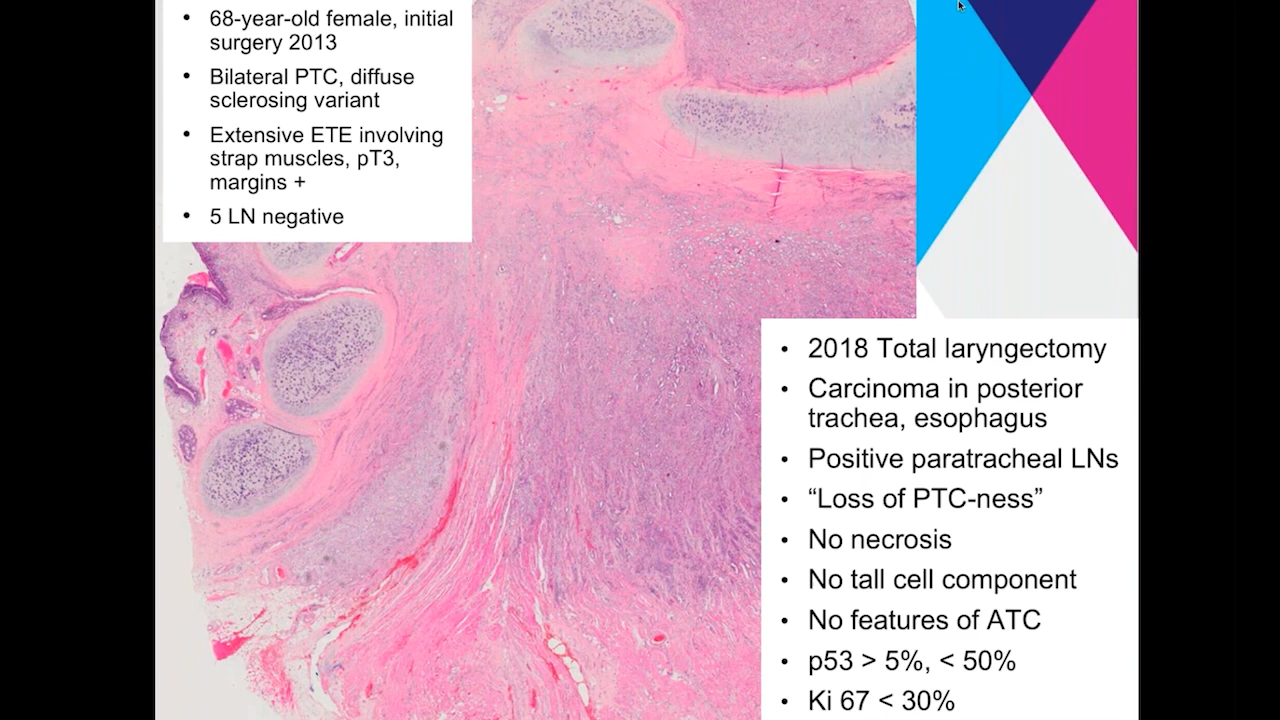 • 68-year-old female, initial
surgery 2013
• Bilateral PTC, diffuse
sclerosing variant
• Extensive ETE involving
strap muscles, pT3,
margins +
• 5 LN negative
• 2018 Total laryngectomy
• Carcinoma in posterior
trachea, esophagus
• Positive paratracheal LNs
• “Loss of PTC-ness”
• No necrosis
• No tall cell component
• No features of ATC
• p53 > 5%, < 50%
• Ki 67 < 30%